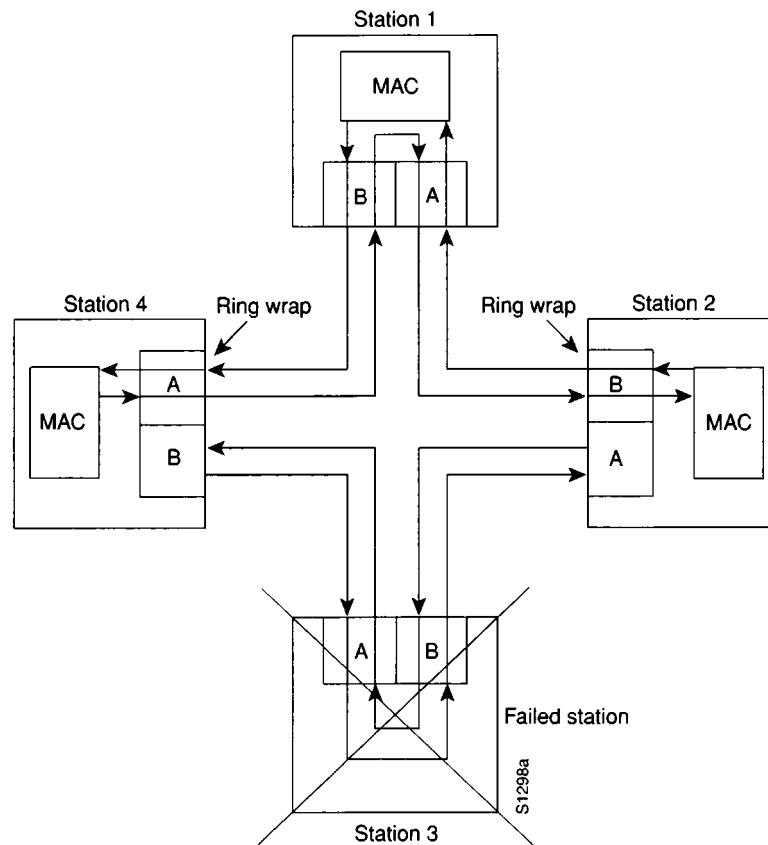 Station 1
MAC
B
A
Station 4
Ring wrap
Ring wrap
Station 2
A
MAC
B
B
MAC
A
A
B
Failed station
S1298a
Station 3